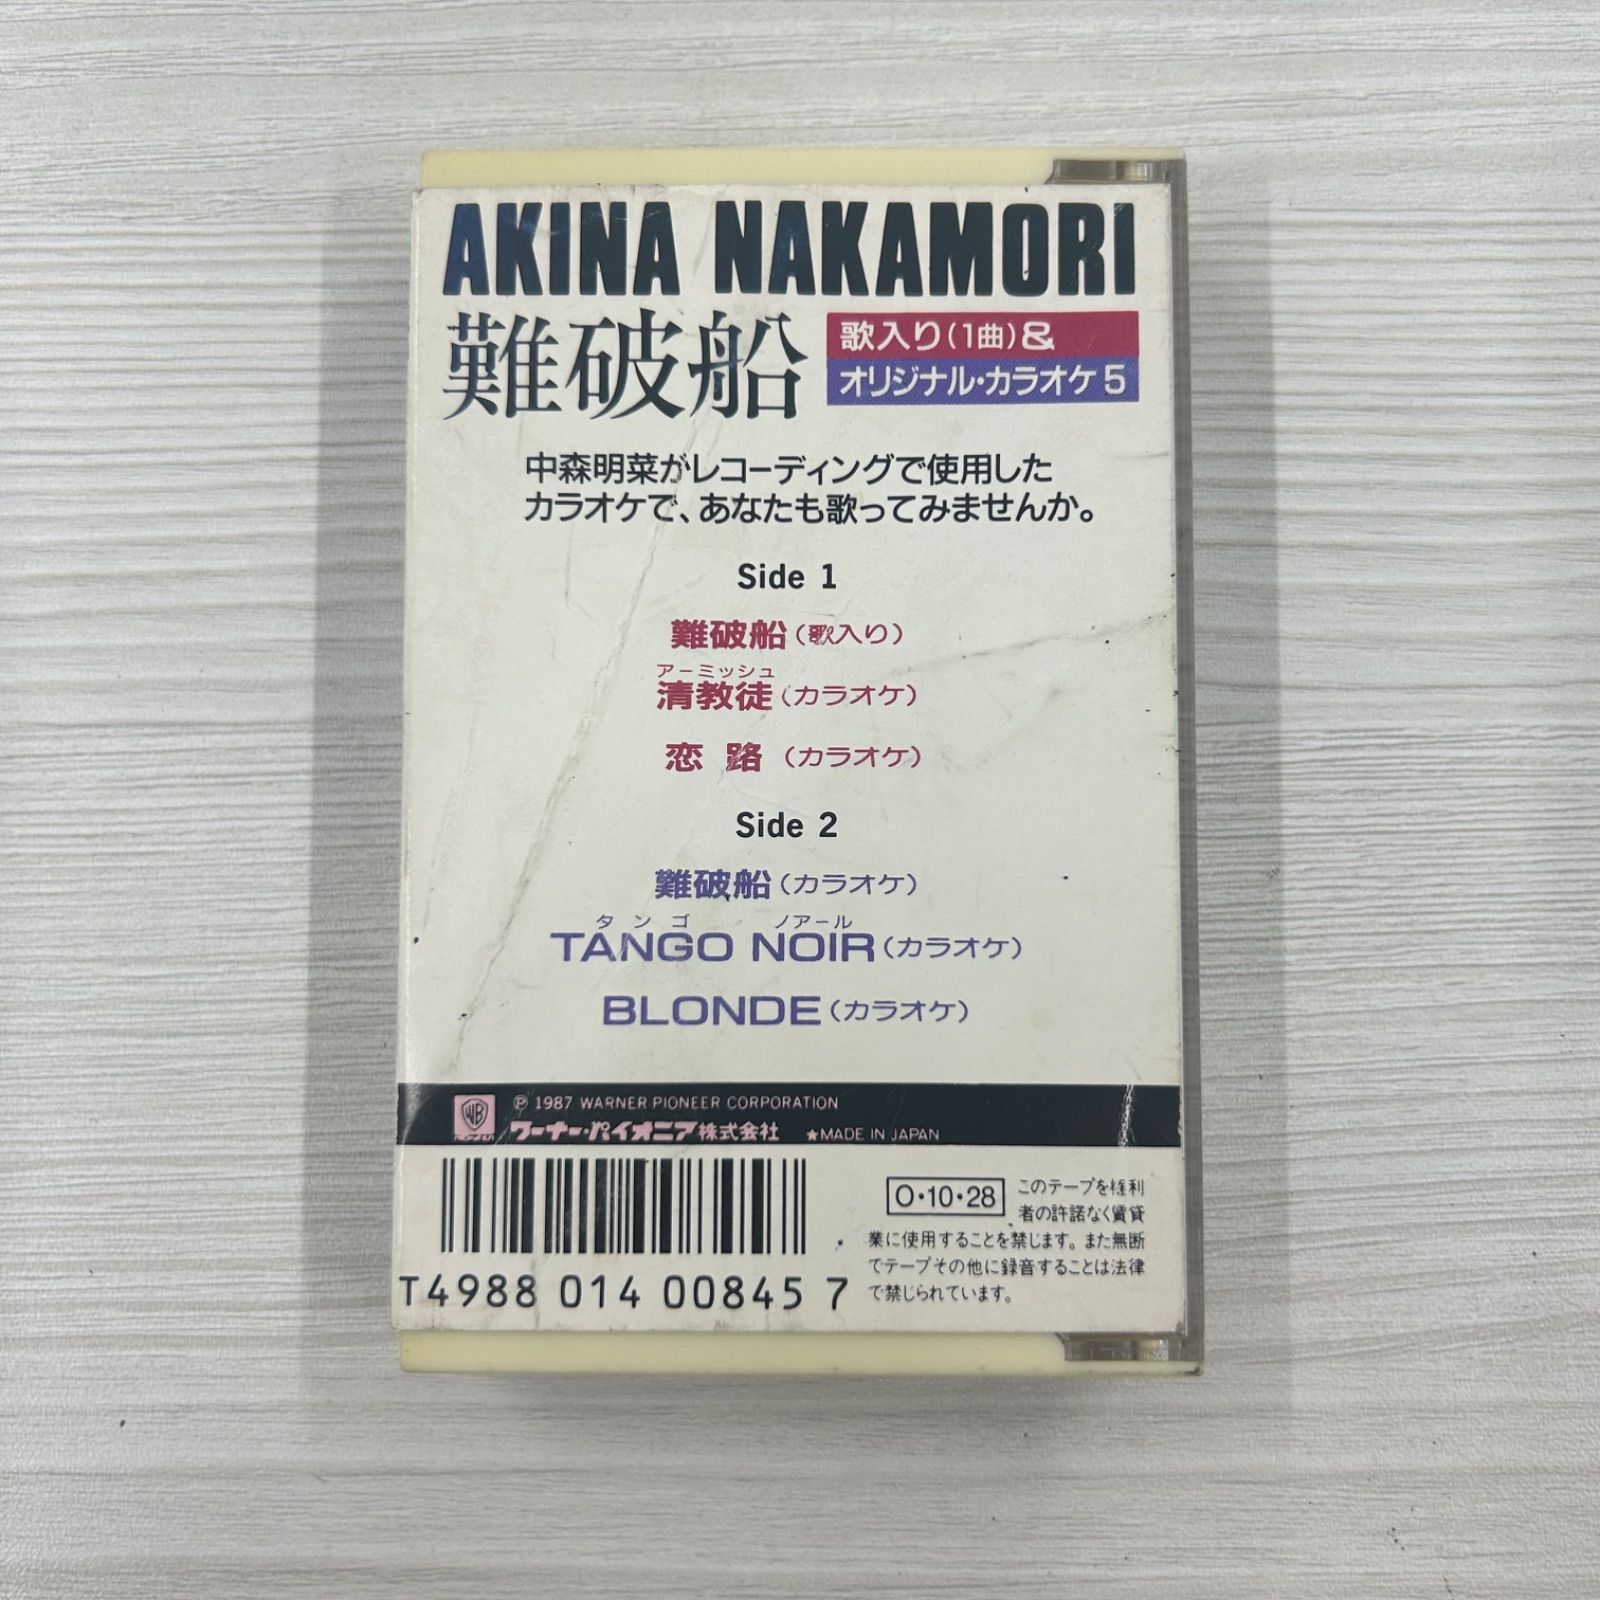 AKINA NAKAMORI
難破船
歌入り(1曲)&
オリジナル・カラオケ5
中森明菜がレコーディングで使用した
カラオケで、あなたも歌ってみませんか。
Side 1
難破船(歌入り)
アーミッシュ
清教徒(カラオケ)
恋路(カラオケ)
Side 2
難破船(カラオケ)
タンゴ ノアール
TANGO NOIR(カラオケ)
BLONDE(カラオケ)
Ⓟ 1987 WARNER PIONEER CORPORATION
ワーナー・パイオニア株式会社 ★MADE IN JAPAN
O・10・28
このテープを権利
者の許諾なく賃貸
業に使用することを禁じます。また無断
でテープその他に録音することは法律
で禁じられています。
T4988 014 00845 7